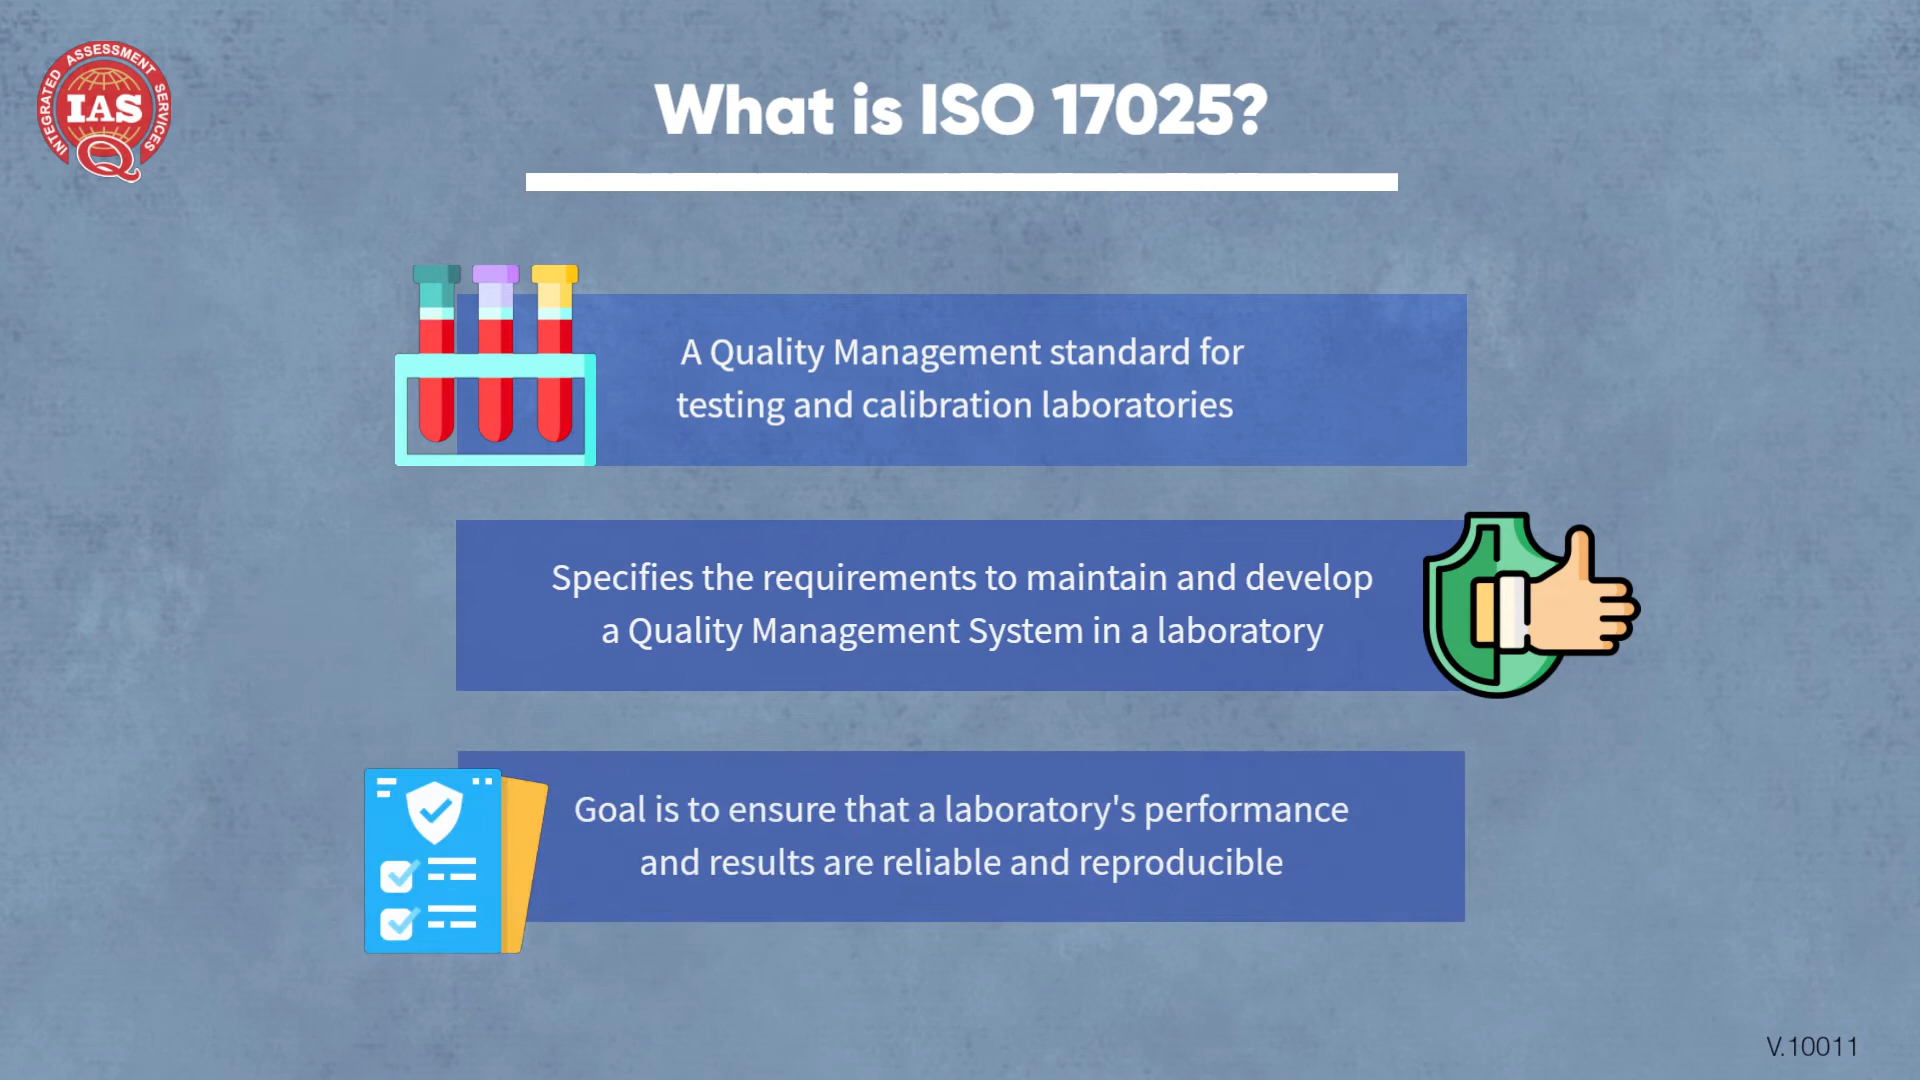 INTEGRATED ASSESSMENT SERVICES
IAS
Q
What is ISO 17025?
A Quality Management standard for
testing and calibration laboratories
Specifies the requirements to maintain and develop
a Quality Management System in a laboratory
Goal is to ensure that a laboratory's performance
and results are reliable and reproducible
V.10011